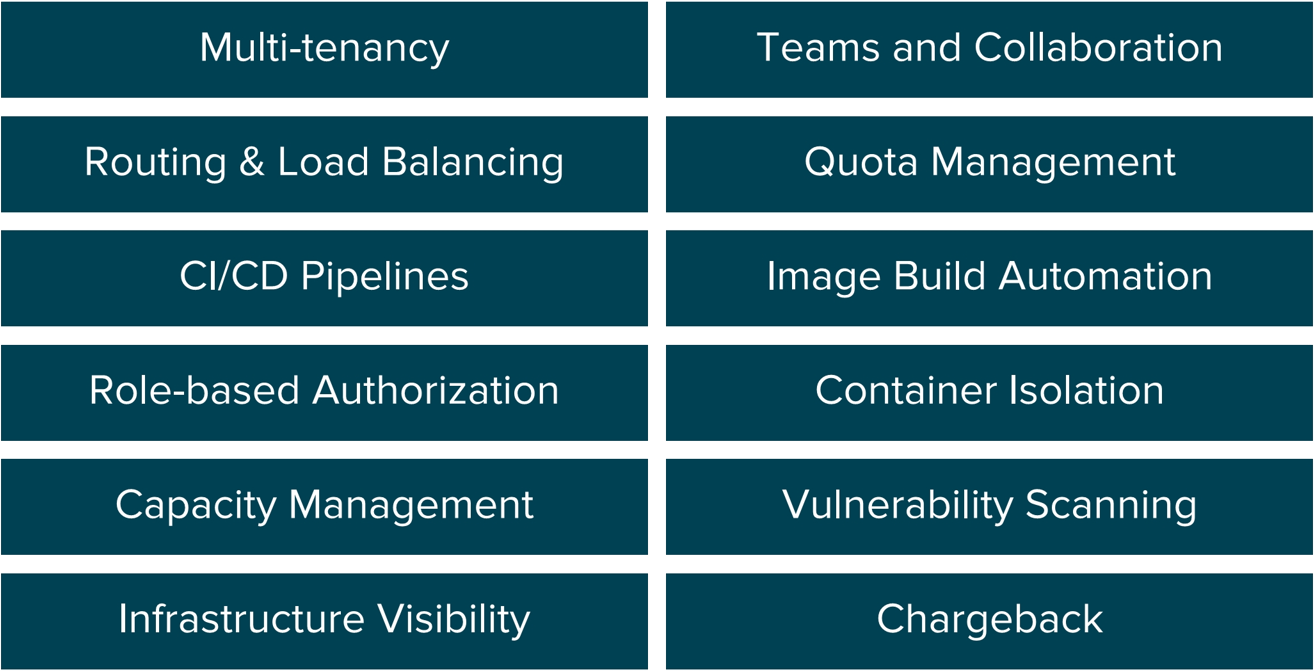 Multi-tenancy
Teams and Collaboration
Routing & Load Balancing
Quota Management
CI/CD Pipelines
Image Build Automation
Role-based Authorization
Container Isolation
Capacity Management
Vulnerability Scanning
Infrastructure Visibility
Chargeback